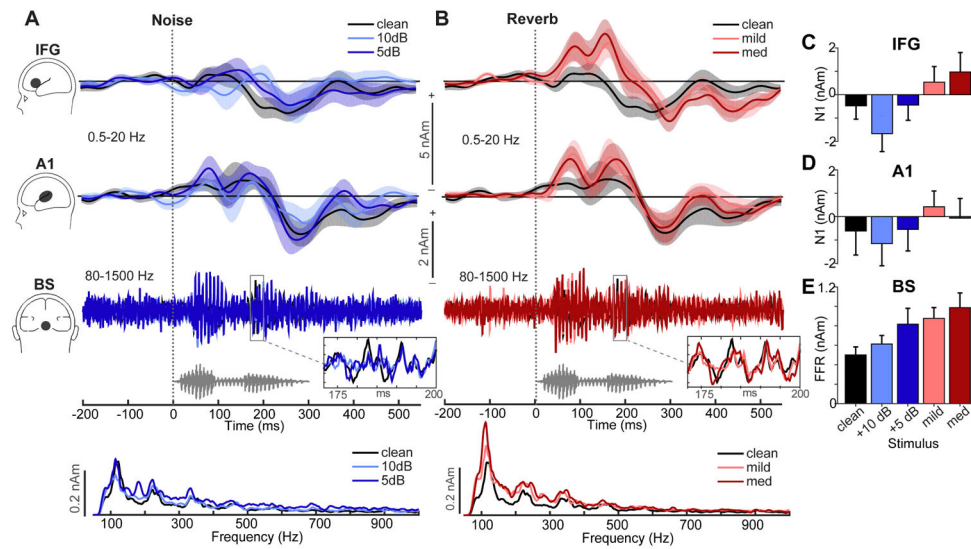 A
Noise
IFG
clean
10dB
5dB
0.5-20 Hz
A1
80-1500 Hz
BS
175
ms
200
-200
-100
0
100
200
300
400
500
Time (ms)
0.2 nAm
clean
10dB
5dB
100
300
500
700
900
Frequency (Hz)
B
Reverb
clean
mild
med
+
5 nAm
–
0.5-20 Hz
+
2 nAm
–
80-1500 Hz
175
ms
200
-200
-100
0
100
200
300
400
500
Time (ms)
0.2 nAm
clean
mild
med
100
300
500
700
900
Frequency (Hz)
C
IFG
N1 (nAm)
2
0
2
D
A1
N1 (nAm)
2
0
-2
E
BS
FFR (nAm)
1.2
0.6
0
clean
+10 dB
+5 dB
mild
med
Stimulus